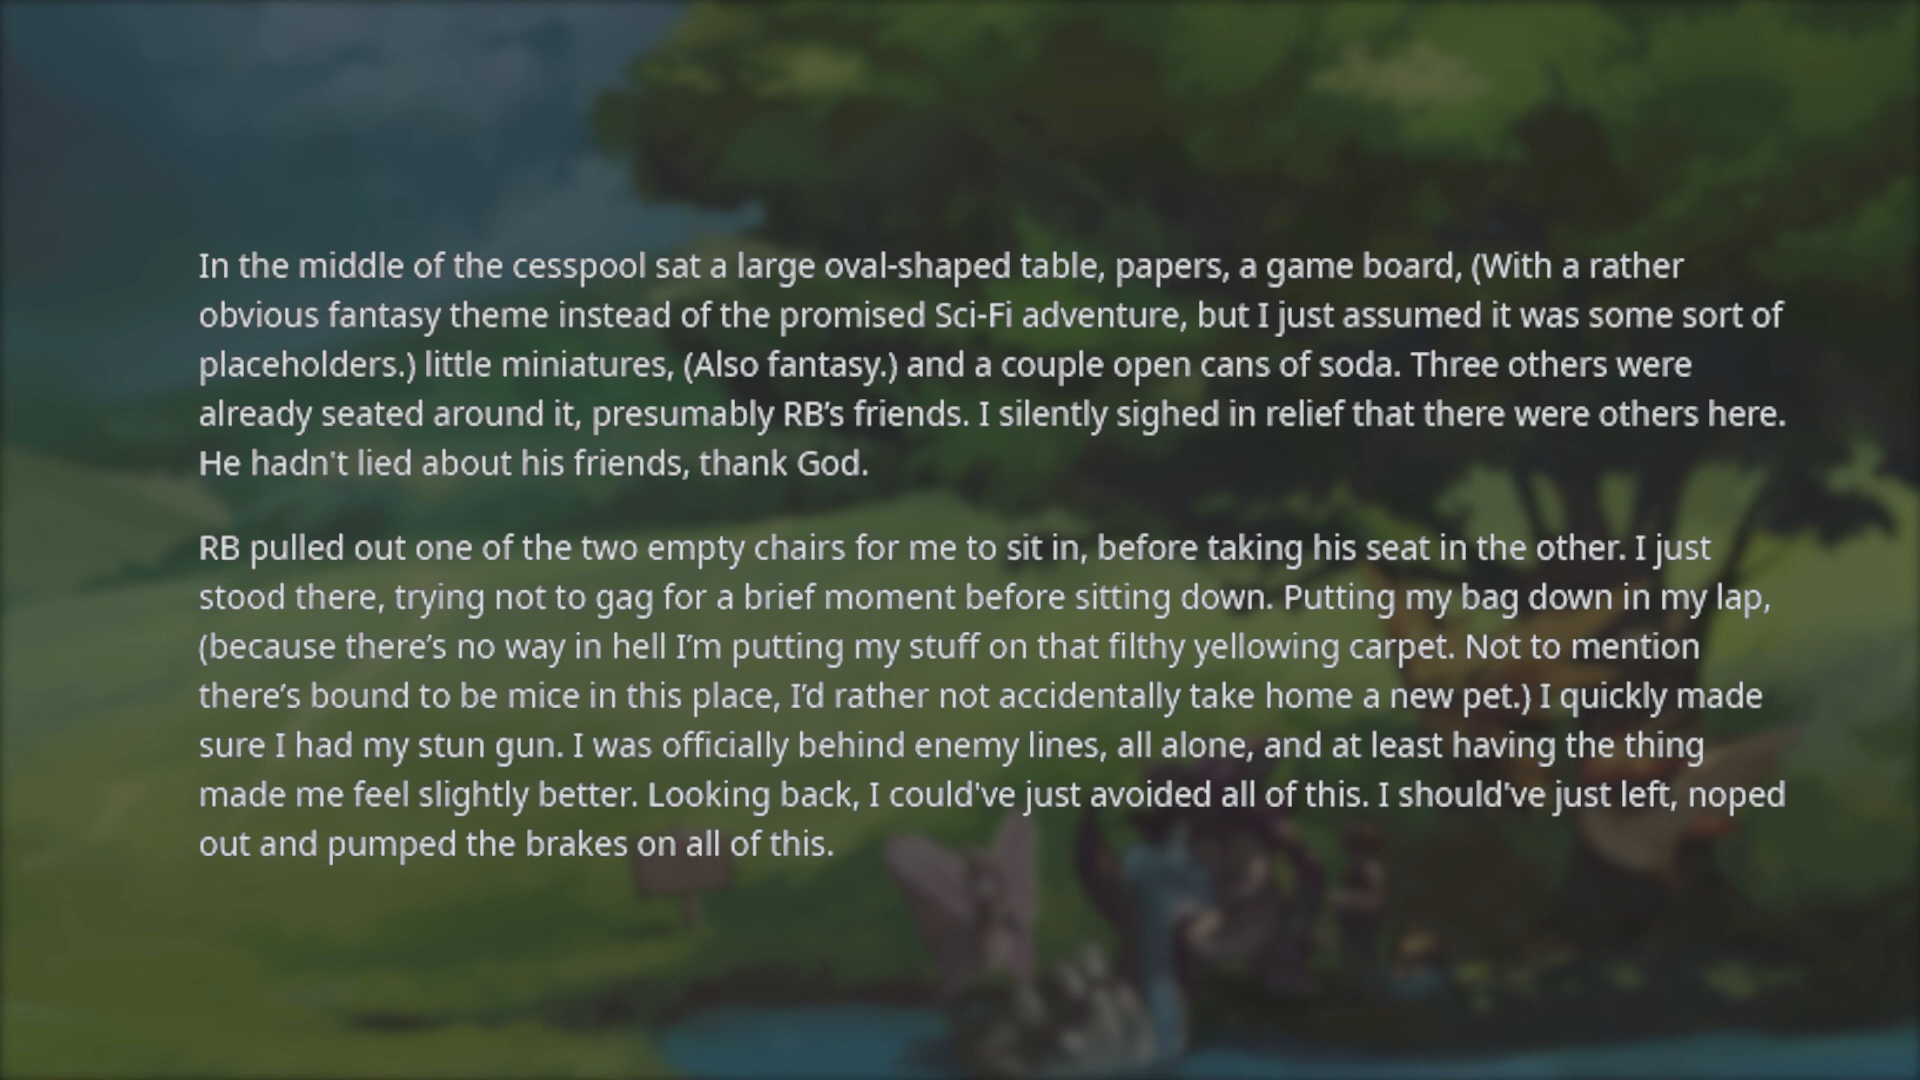 In the middle of the cesspool sat a large oval-shaped table, papers, a game board, (With a rather
obvious fantasy theme instead of the promised Sci-Fi adventure, but I just assumed it was some sort of
placeholders.) little miniatures, (Also fantasy.) and a couple open cans of soda. Three others were
already seated around it, presumably RB’s friends. I silently sighed in relief that there were others here.
He hadn't lied about his friends, thank God.
RB pulled out one of the two empty chairs for me to sit in, before taking his seat in the other. I just
stood there, trying not to gag for a brief moment before sitting down. Putting my bag down in my lap,
(because there’s no way in hell I’m putting my stuff on that filthy yellowing carpet. Not to mention
there’s bound to be mice in this place, I’d rather not accidentally take home a new pet.) I quickly made
sure I had my stun gun. I was officially behind enemy lines, all alone, and at least having the thing
made me feel slightly better. Looking back, I could've just avoided all of this. I should've just left, noped
out and pumped the brakes on all of this.